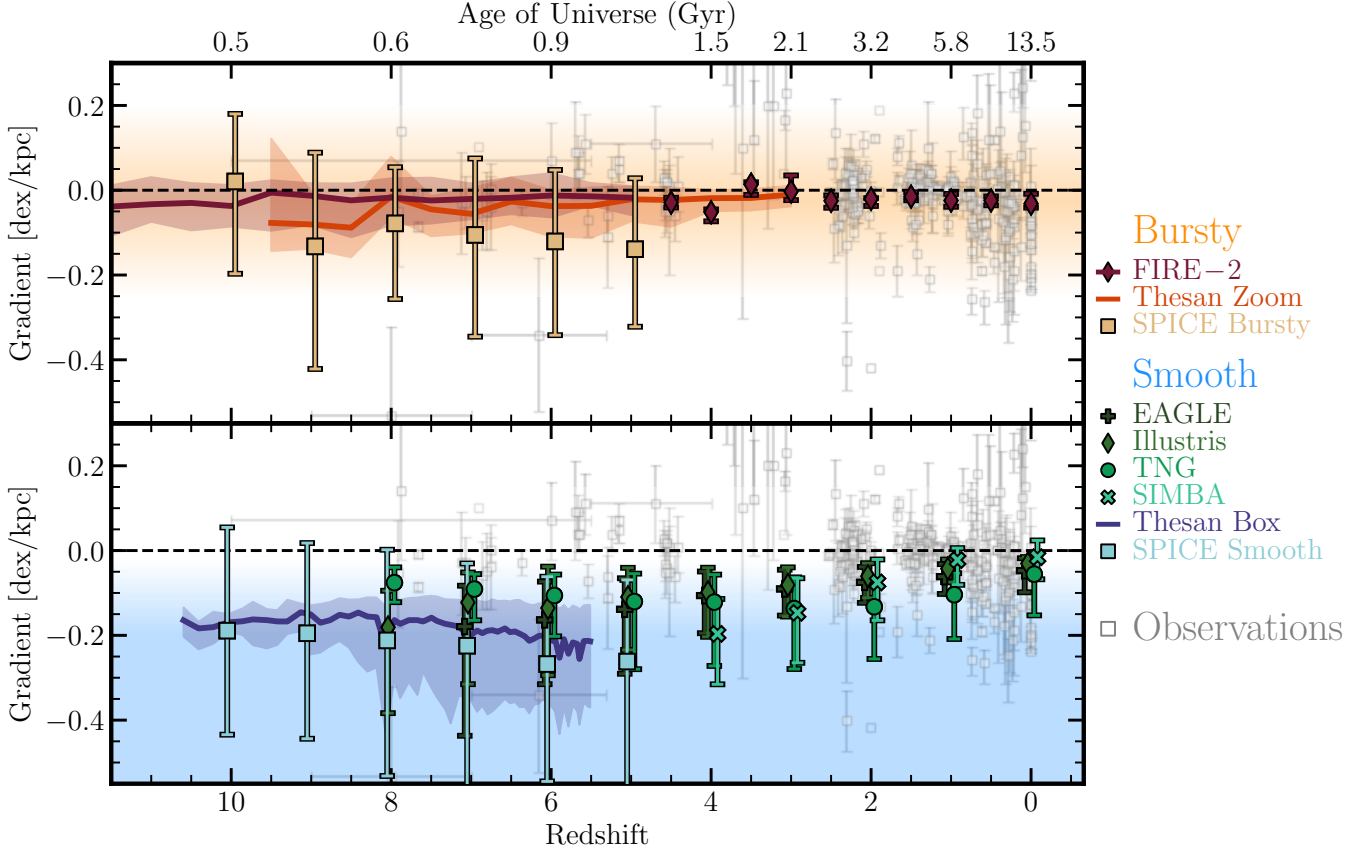 Age of Universe (Gyr)
0.5 0.6 0.9 1.5 2.1 3.2 5.8 13.5
Gradient [dex/kpc]
0.2
0.0
−0.2
−0.4
Bursty
FIRE−2
Thesan Zoom
SPICE Bursty
Smooth
EAGLE
Illustris
TNG
SIMBA
Thesan Box
SPICE Smooth
Observations
Gradient [dex/kpc]
0.2
0.0
−0.2
−0.4
10 8 6 4 2 0
Redshift